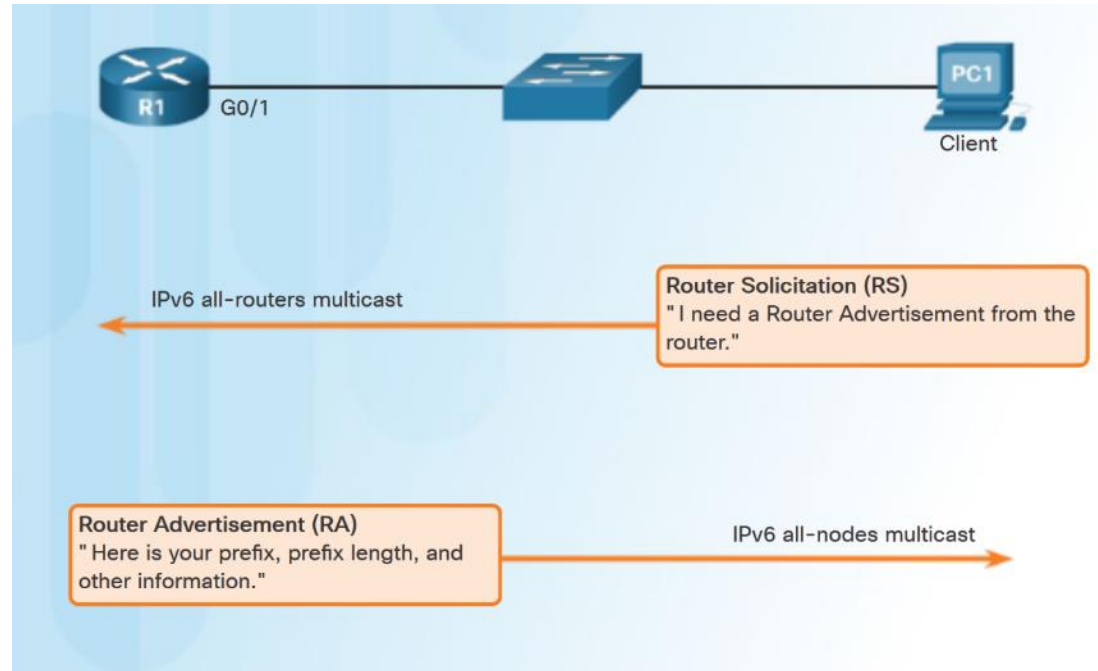 R1
G0/1
PC1
Client
IPv6 all-routers multicast
Router Solicitation (RS)
"I need a Router Advertisement from the
router."
Router Advertisement (RA)
"Here is your prefix, prefix length, and
other information."
IPv6 all-nodes multicast